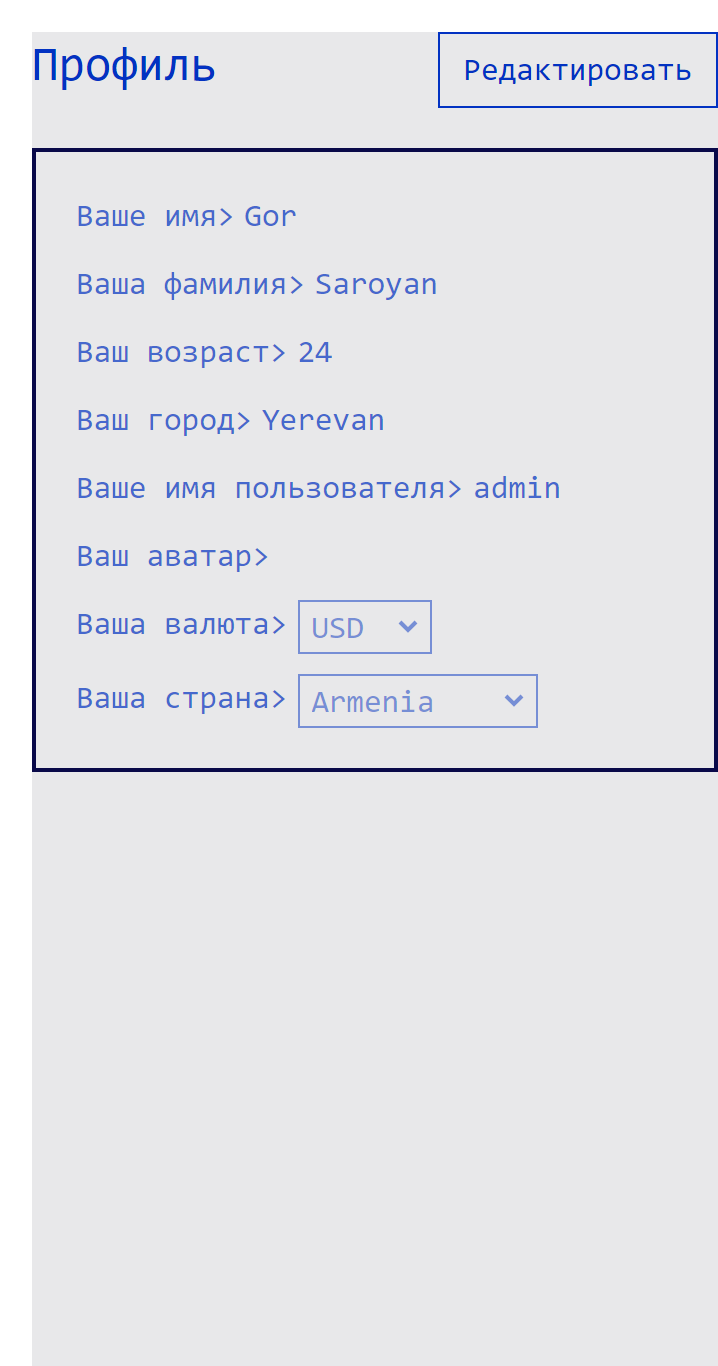 Профиль
Редактировать
Ваше имя> Gor
Ваша фамилия> Saroyan
Ваш возраст> 24
Ваш город> Yerevan
Ваше имя пользователя> admin
Ваш аватар>
Ваша валюта> USD
Ваша страна> Armenia